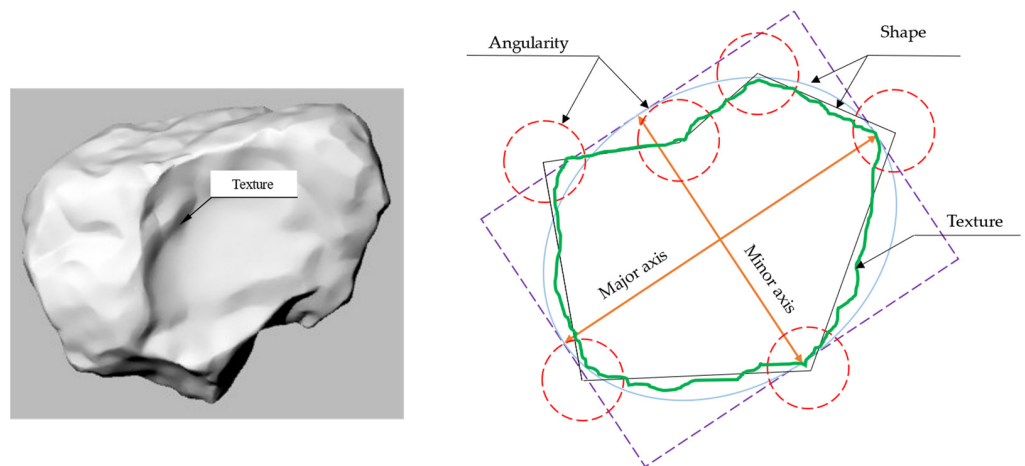 Texture
Angularity
Shape
Texture
Major axis
Minor axis